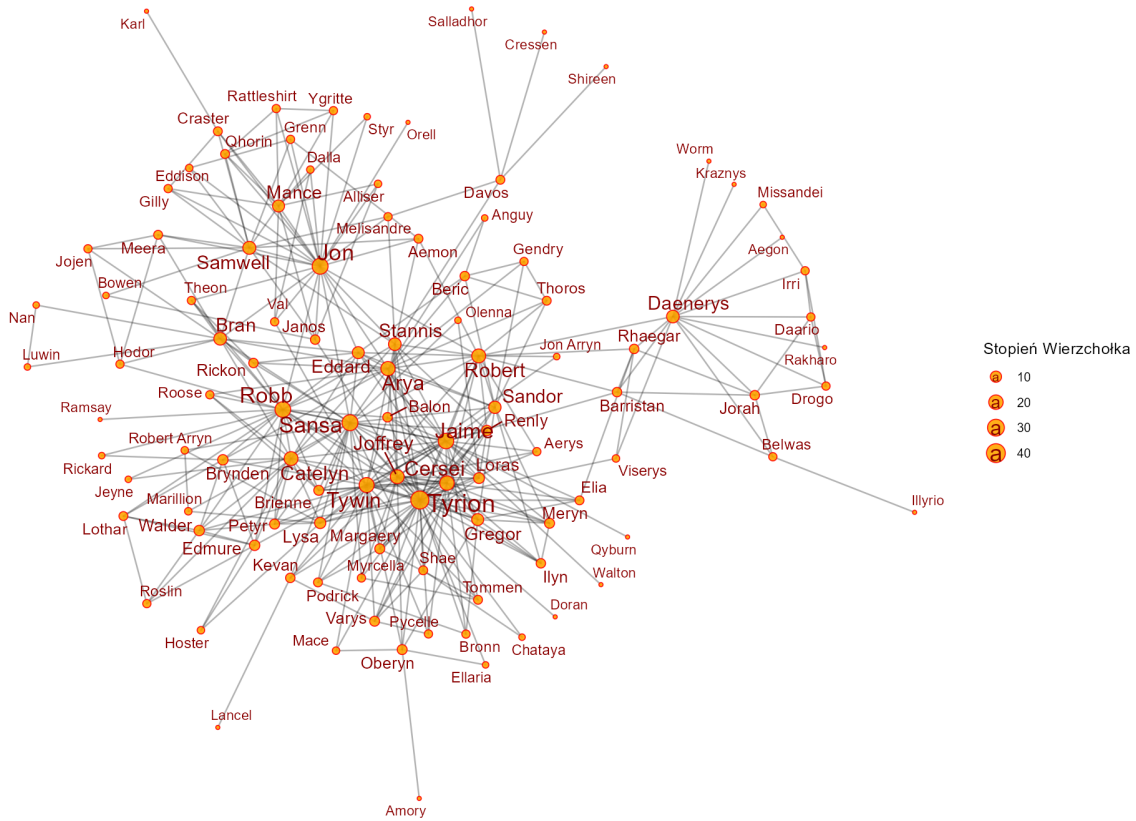 Karl
Salladhor
Cressen
Shireen
Rattleshirt
Ygritte
Craster
Grenn
Styr
Orell
Qhorin
Dalla
Worm
Kraznys
Eddison
Mance
Alliser
Davos
Missandei
Gilly
Melisandre
Anguy
Meera
Jon
Aemon
Gendry
Aegon
Jojen
Samwell
Bowen
Theon
Beric
Thoros
Irri
Val
Daenerys
Nan
Bran
Janos
Olenna
Stannis
Rhaegar
Daario
Luwin
Hodor
Eddard
Jon Arryn
Rakharo
Rickon
Arya
Robert
Roose
Robb
Sandor
Barristan
Jorah
Drogo
Ramsay
Balon
Renly
Sansa
Jaime
Robert Arryn
Joffrey
Aerys
Belwas
Rickard
Brynden
Catelyn
Cersei
Loras
Viserys
Jeyne
Marillion
Brienne
Tywin
Tyrion
Elia
Illyrio
Lothar
Walder
Petyr
Lysa
Margaery
Gregor
Meryn
Edmure
Qyburn
Kevan
Myrcella
Shae
Ilyn
Walton
Roslin
Podrick
Tommen
Doran
Varys
Pycelle
Hoster
Mace
Bronn
Chataya
Oberyn
Ellaria
Lancel
Amory
Stopień Wierzchołka
a 10
a 20
a 30
a 40